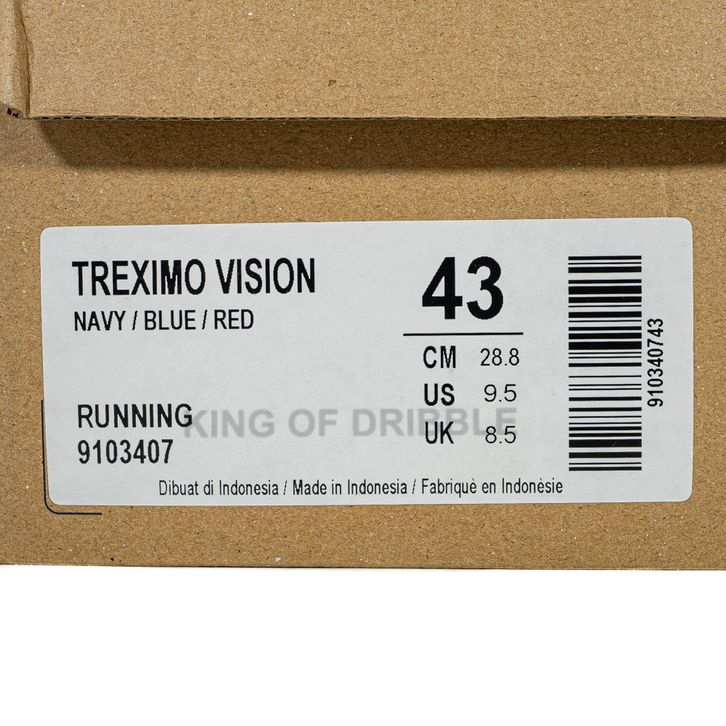 TREXIMO VISION
NAVY / BLUE / RED
43
CM 28.8
US 9.5
UK 8.5
RUNNING
9103407
KING OF DRIBBLE
Dibuat di Indonesia / Made in Indonesia / Fabriquè en Indonèsie
910340743